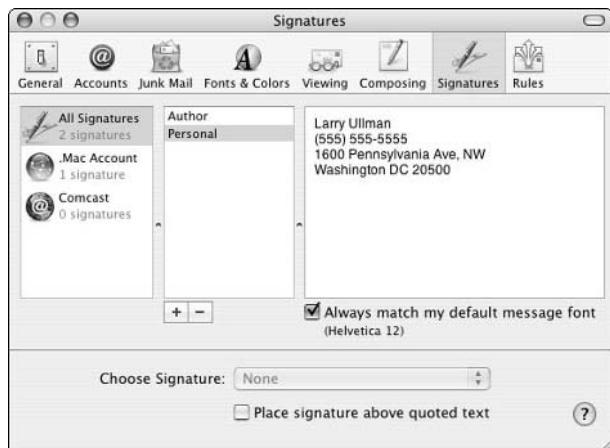 Signatures
General Accounts Junk Mail Fonts & Colors Viewing Composing Signatures Rules
All Signatures
2 signatures
.Mac Account
1 signature
Comcast
0 signatures
Author
Personal
Larry Ullman
(555) 555-5555
1600 Pennsylvania Ave, NW
Washington DC 20500
+ −
Always match my default message font
(Helvetica 12)
Choose Signature: None
Place signature above quoted text
?